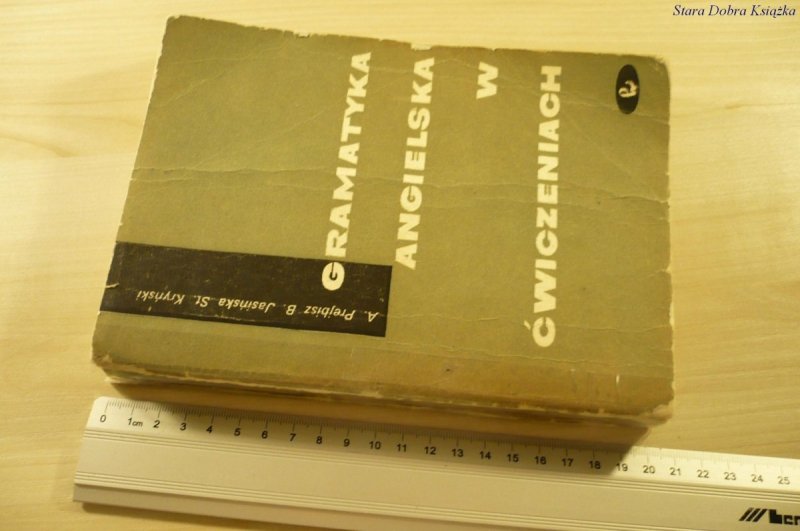 Stara Dobra Książka
A. Prejbisz B. Jasińska St. Kryński
GRAMATYKA
ANGIELSKA
W
ĆWICZENIACH
0 1cm 2 3 4 5 6 7 8 9 10 11 12 13 14 15 16 17 18 19 20 21 22 23 24 25